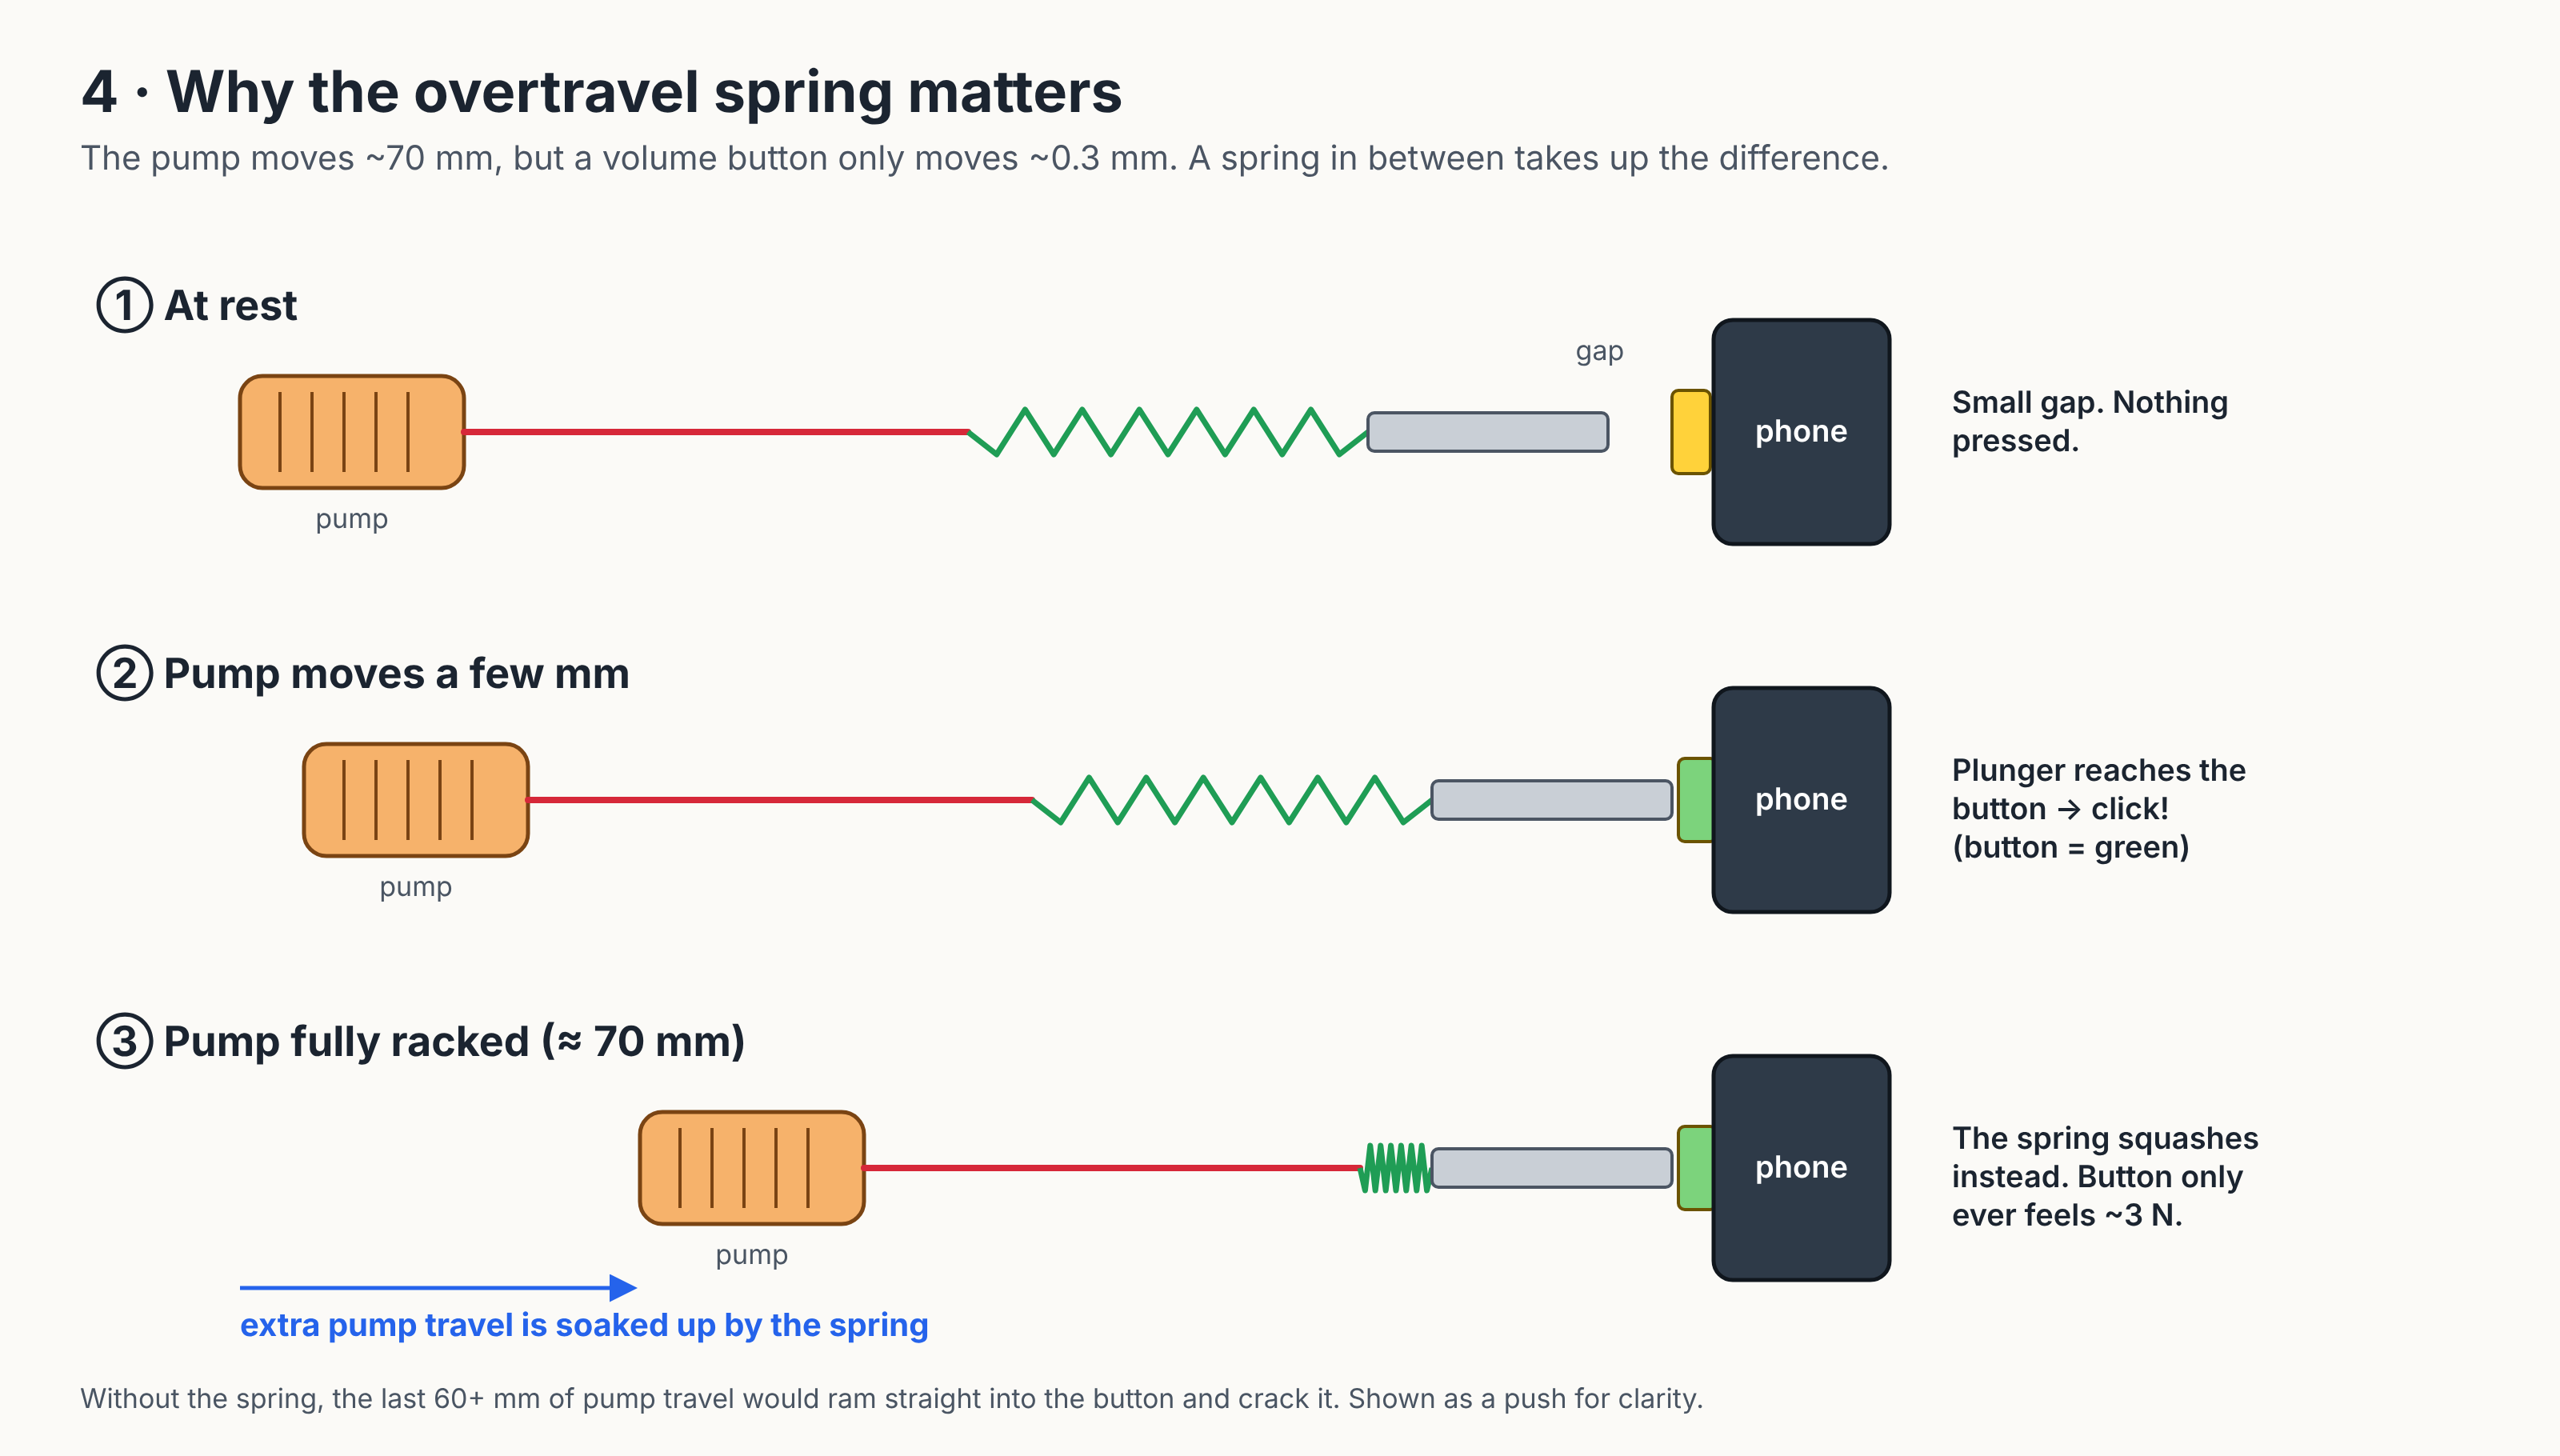 4 · Why the overtravel spring matters
The pump moves ~70 mm, but a volume button only moves ~0.3 mm. A spring in between takes up the difference.
1 At rest
gap
phone
Small gap. Nothing
pressed.
pump
2 Pump moves a few mm
phone
Plunger reaches the
button → click!
(button = green)
pump
3 Pump fully racked (≈ 70 mm)
phone
The spring squashes
instead. Button only
ever feels ~3 N.
pump
extra pump travel is soaked up by the spring
Without the spring, the last 60+ mm of pump travel would ram straight into the button and crack it. Shown as a push for clarity.